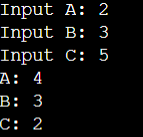 Input A: 2
Input B: 3
Input C: 5
A: 4
B: 3
C: 2